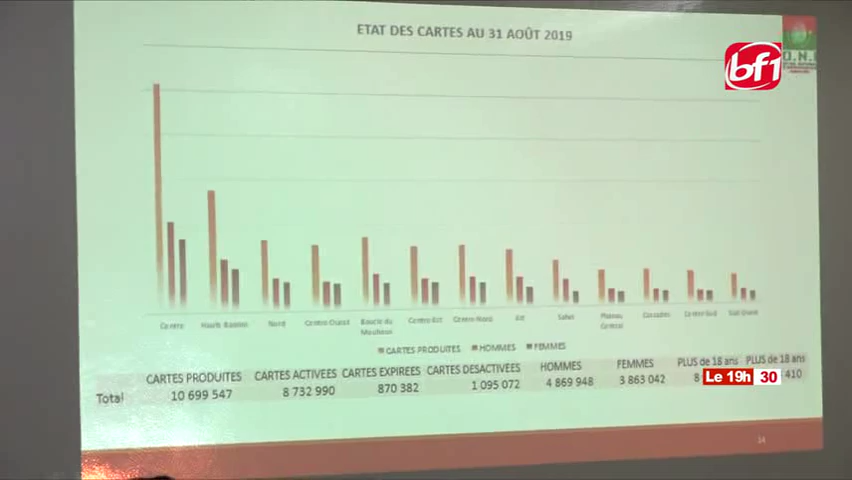 ETAT DES CARTES AU 31 AOÛT 2019
bf1
O.N.I
Centre
Hauts Bassins
Nord
Centre-Ouest
Boucle du Mouhoun
Centre-Est
Centre-Nord
Est
Sahel
Plateau Central
Cascades
Centre-Sud
Sud-Ouest
CARTES PRODUITES HOMMES FEMMES
CARTES PRODUITES CARTES ACTIVEES CARTES EXPIREES CARTES DESACTIVEES HOMMES FEMMES PLUS de 18 ans PLUS de 18 ans
Total 10 699 547 8 732 990 870 382 1 095 072 4 869 948 3 863 042 8 410
Le 19h 30
14